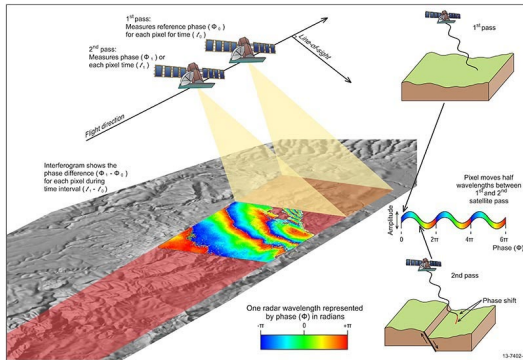 1st pass:
Measures reference phase (Φ0)
for each pixel for time (t0)
2nd pass:
Measures phase (Φ1) or
each pixel time (t1)
Line-of-sight
Flight direction
Interferogram shows the
phase difference (Φ1 - Φ0)
for each pixel during
time interval (t1 - t0)
1st pass
Pixel moves half
wavelengths between
1st and 2nd
satellite pass
Amplitude
0 2π 4π 6π
Phase (Φ)
2nd pass
Phase shift
One radar wavelength represented
by phase (Φ) in radians
-π 0 +π